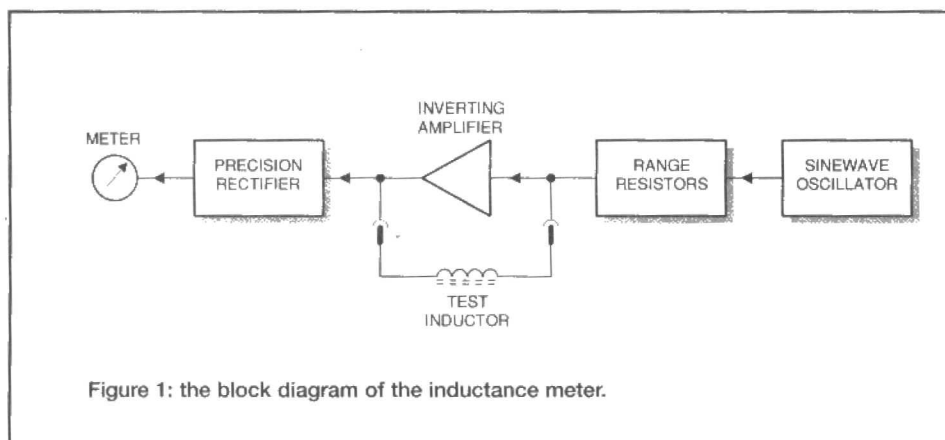 METER
PRECISION
RECTIFIER
INVERTING
AMPLIFIER
RANGE
RESISTORS
SINEWAVE
OSCILLATOR
TEST
INDUCTOR
Figure 1: the block diagram of the inductance meter.